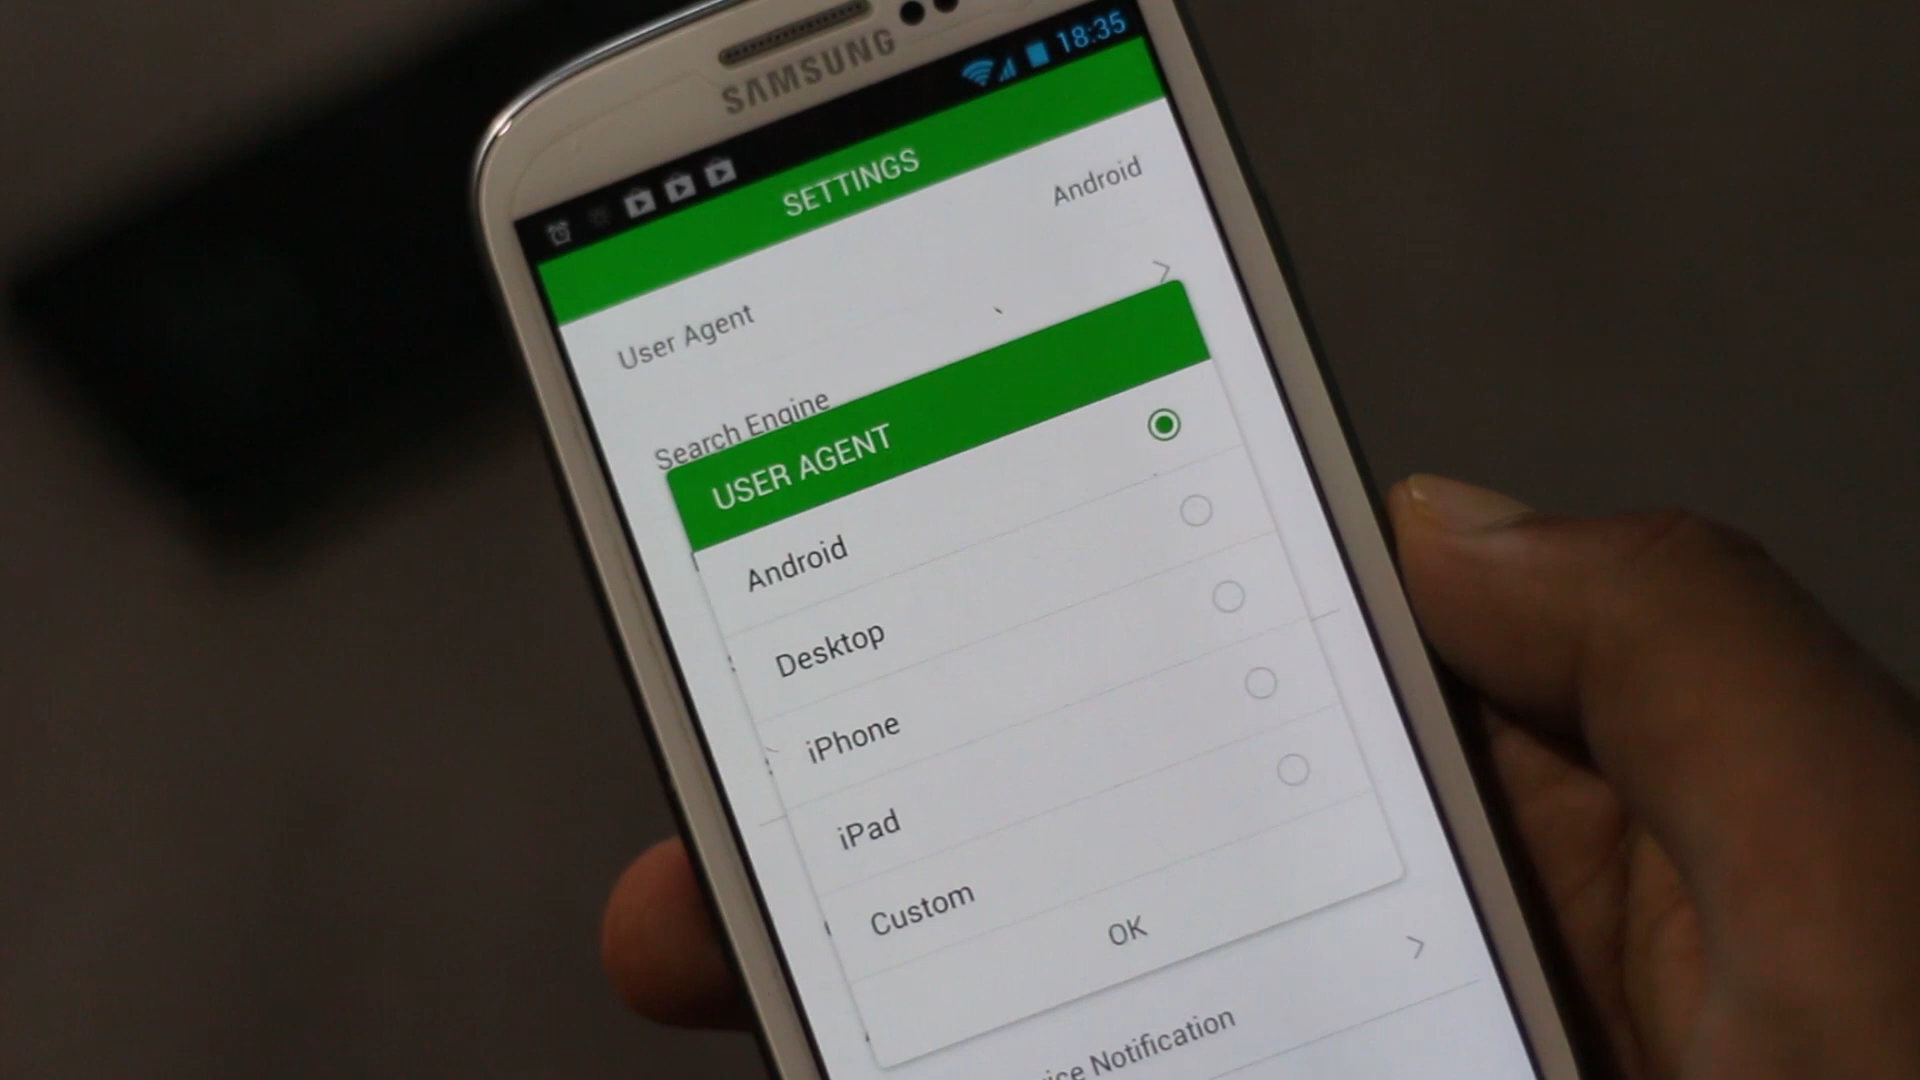 SAMSUNG
18:35
SETTINGS
User Agent
Android
Search Engine
USER AGENT
Android
Desktop
iPhone
iPad
Custom
OK
Notification